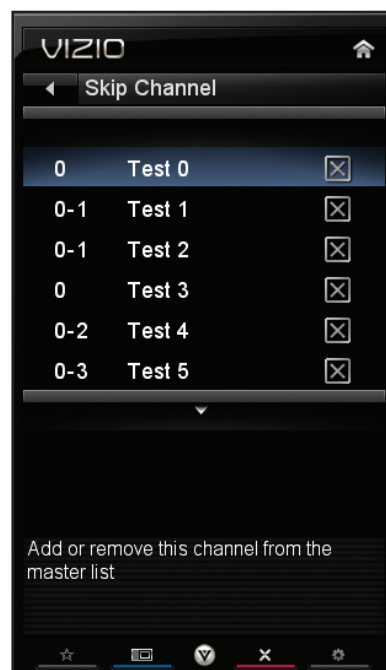 VIZIO
Skip Channel
0 Test 0
0-1 Test 1
0-1 Test 2
0 Test 3
0-2 Test 4
0-3 Test 5
Add or remove this channel from the
master list
V